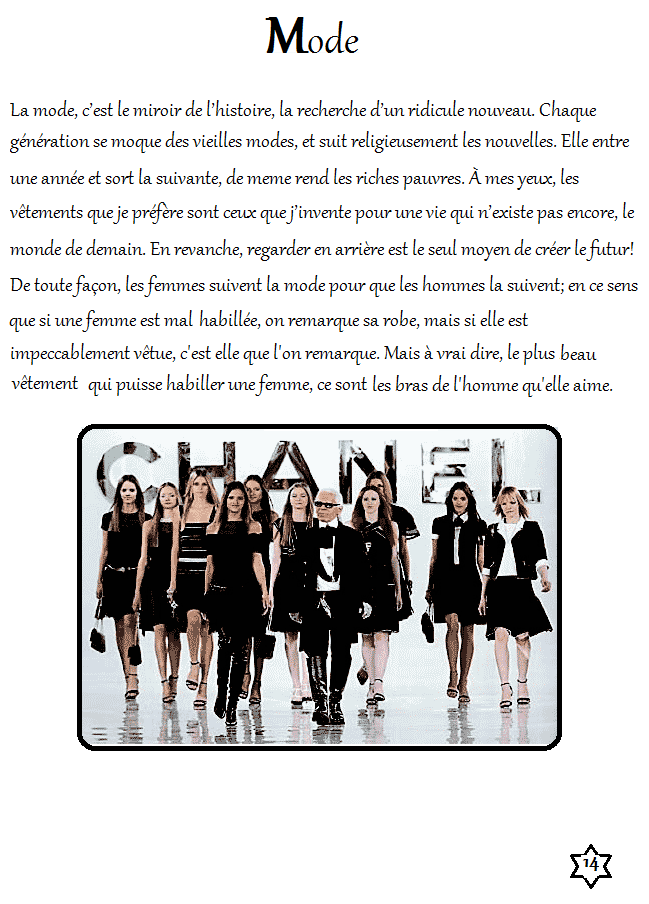 Mode
La mode, c’est le miroir de l’histoire, la recherche d’un ridicule nouveau. Chaque
génération se moque des vieilles modes, et suit religieusement les nouvelles. Elle entre
une année et sort la suivante, de meme rend les riches pauvres. À mes yeux, les
vêtements que je préfère sont ceux que j’invente pour une vie qui n’existe pas encore, le
monde de demain. En revanche, regarder en arrière est le seul moyen de créer le futur!
De toute façon, les femmes suivent la mode pour que les hommes la suivent; en ce sens
que si une femme est mal habillée, on remarque sa robe, mais si elle est
impeccablement vêtue, c'est elle que l'on remarque. Mais à vrai dire, le plus beau
vêtement qui puisse habiller une femme, ce sont les bras de l'homme qu'elle aime.
CHANEL
14